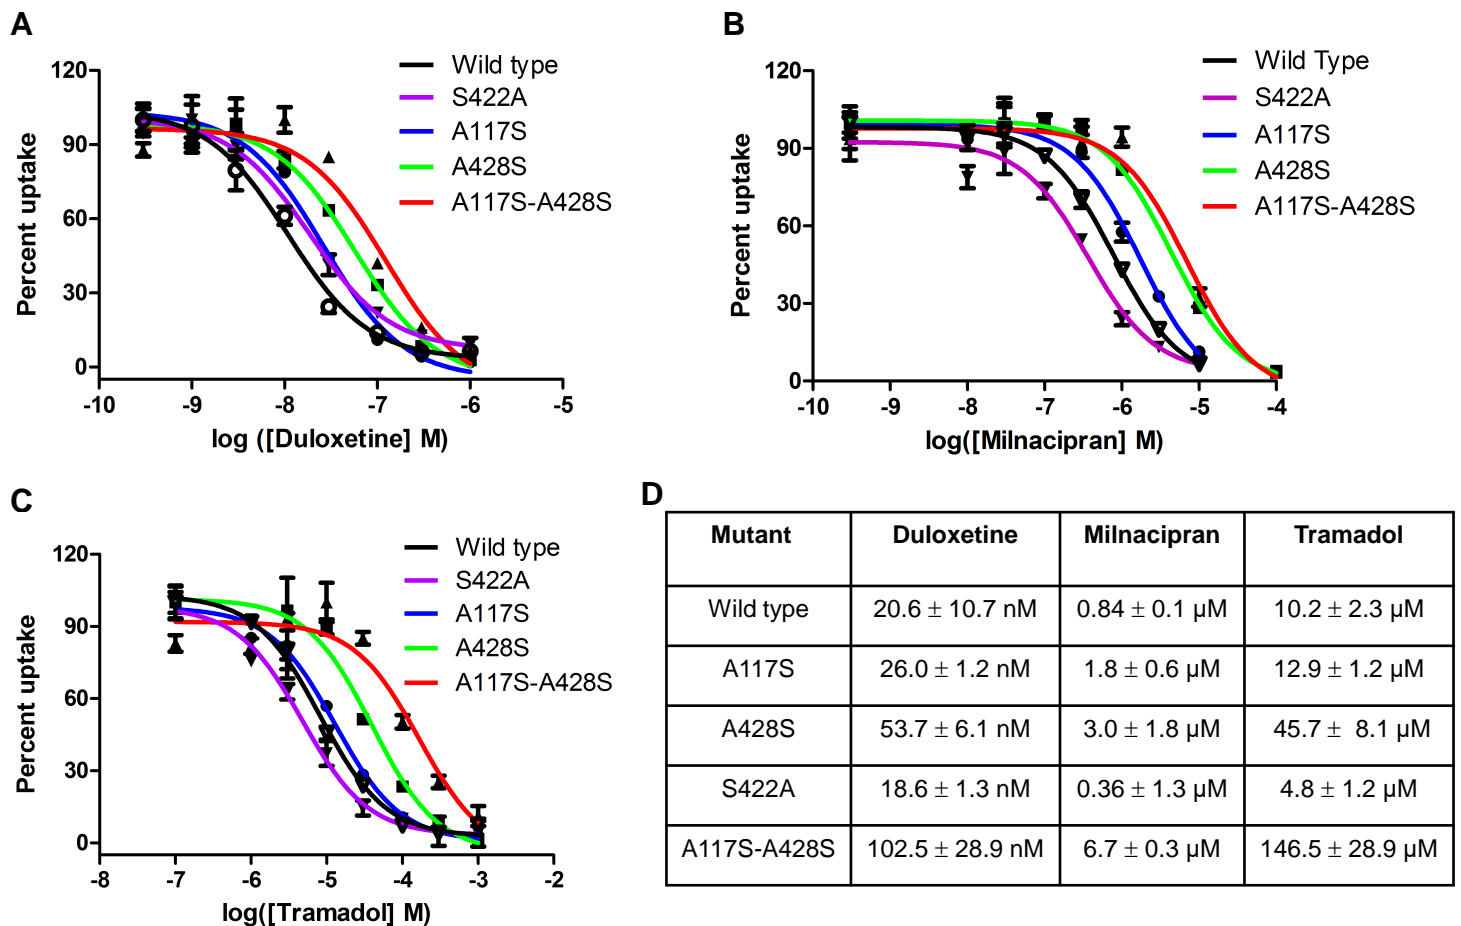 A
Wild type
S422A
A117S
A428S
A117S-A428S
120
90
60
30
0
Percent uptake
-10 -9 -8 -7 -6 -5
log ([Duloxetine] M)
B
Wild Type
S422A
A117S
A428S
A117S-A428S
120
90
60
30
0
Percent uptake
-10 -9 -8 -7 -6 -5 -4
log([Milnacipran] M)
C
Wild type
S422A
A117S
A428S
A117S-A428S
120
90
60
30
0
Percent uptake
-8 -7 -6 -5 -4 -3 -2
log([Tramadol] M)
D
Mutant Duloxetine Milnacipran Tramadol
Wild type 20.6 ± 10.7 nM 0.84 ± 0.1 µM 10.2 ± 2.3 µM
A117S 26.0 ± 1.2 nM 1.8 ± 0.6 µM 12.9 ± 1.2 µM
A428S 53.7 ± 6.1 nM 3.0 ± 1.8 µM 45.7 ± 8.1 µM
S422A 18.6 ± 1.3 nM 0.36 ± 1.3 µM 4.8 ± 1.2 µM
A117S-A428S 102.5 ± 28.9 nM 6.7 ± 0.3 µM 146.5 ± 28.9 µM